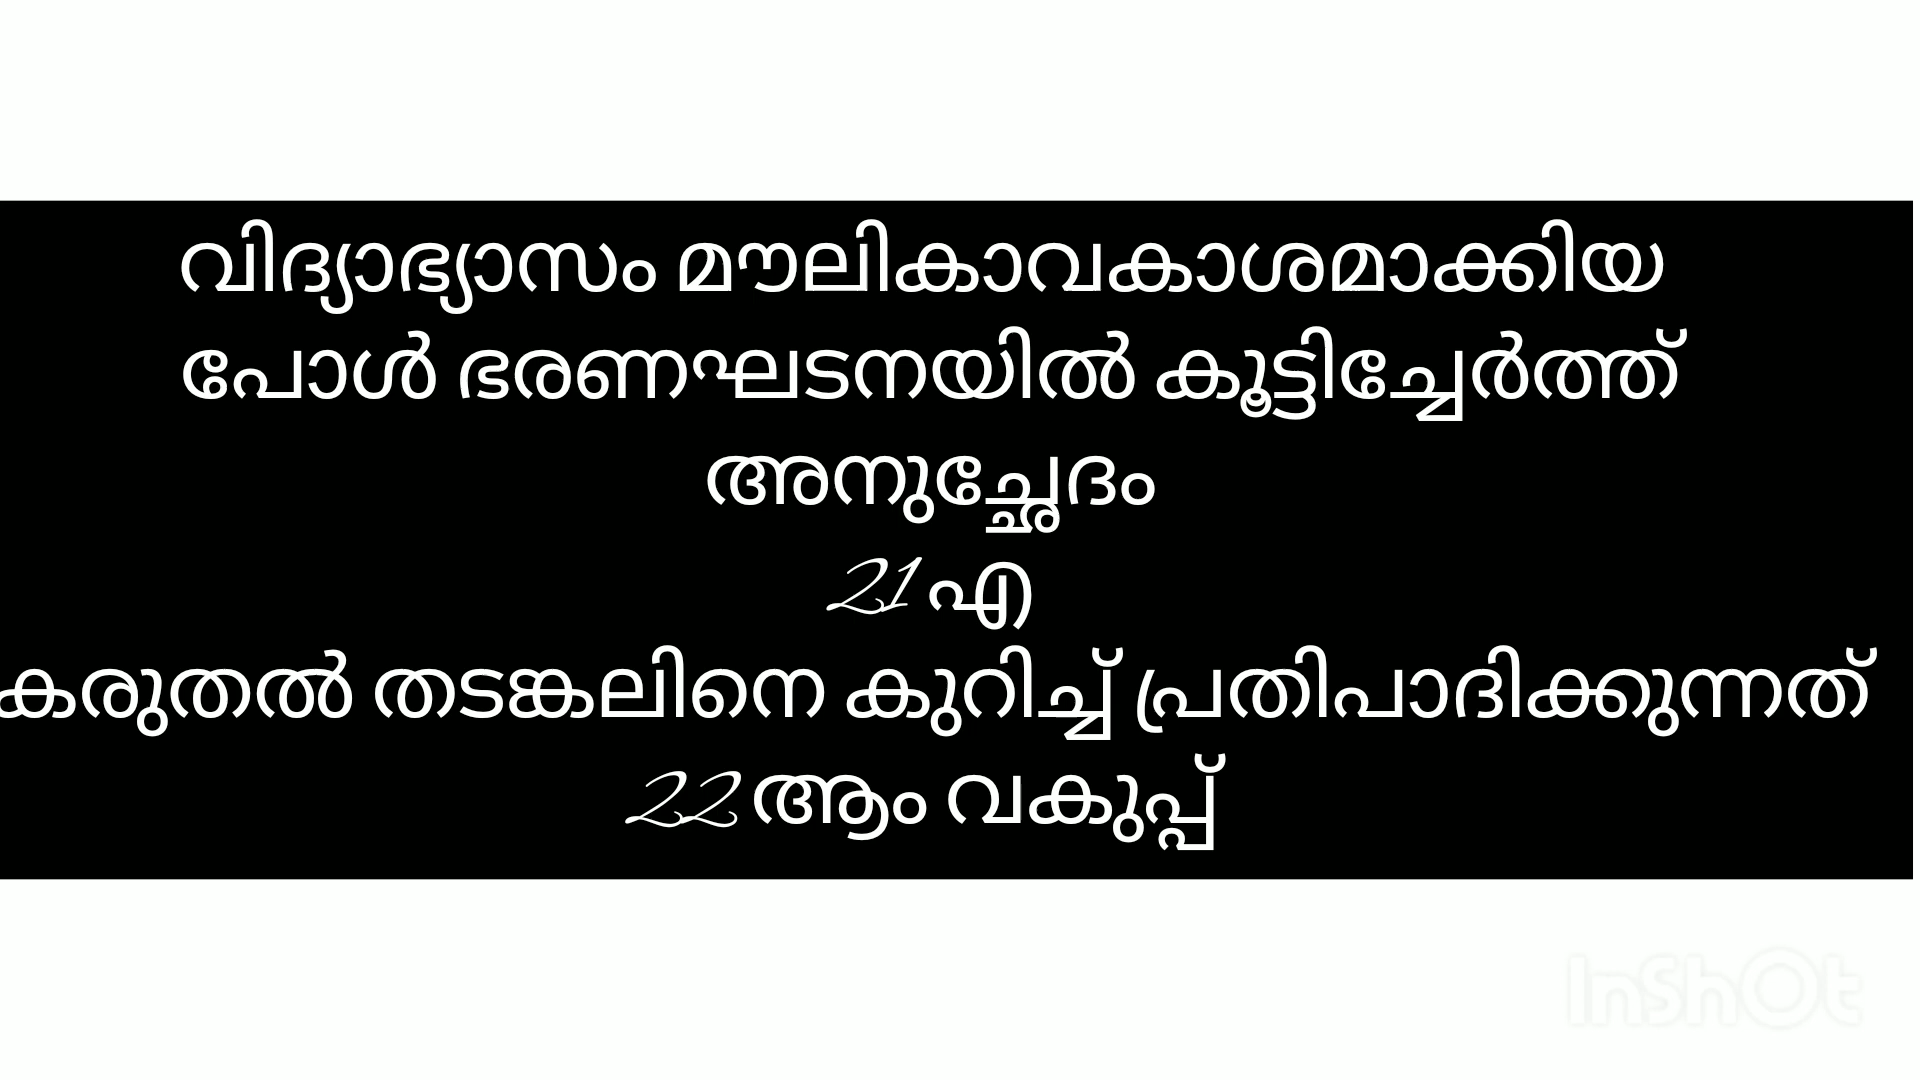 വിദ്യാഭ്യാസം മൗലികാവകാശമാക്കിയ
പോൾ ഭരണഘടനയിൽ കൂട്ടിച്ചേർത്ത്
അനുച്ഛേദം
21 എ
കരുതൽ തടങ്കലിനെ കുറിച്ച് പ്രതിപാദിക്കുന്നത്
22 ആം വകുപ്പ്
InShOt